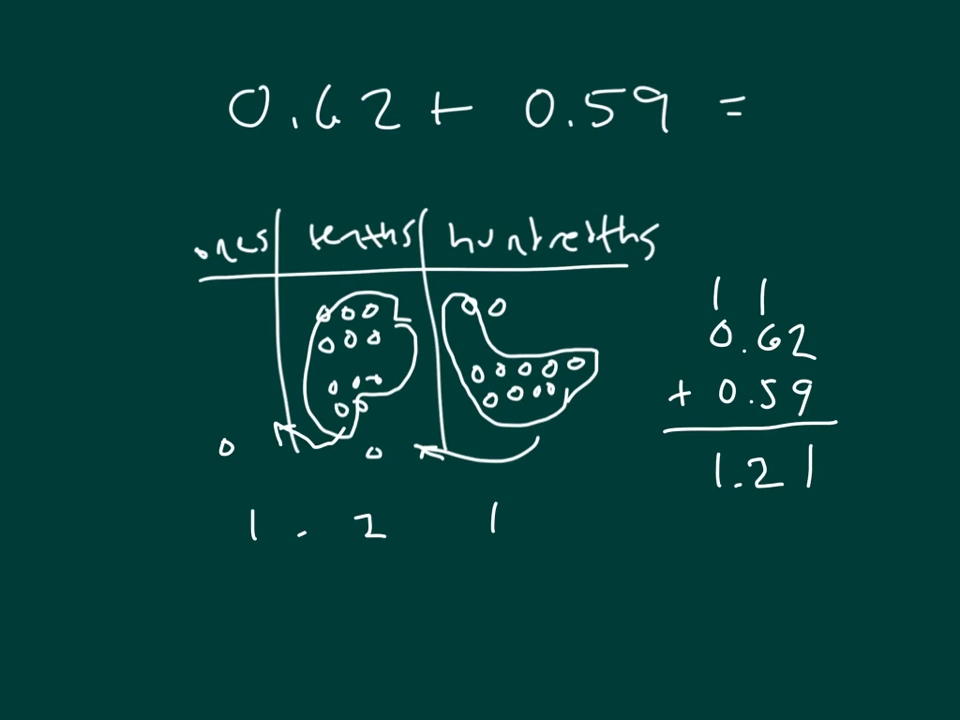 0.62 + 0.59 =
ones tenths hundredths
1 1
0.62
+ 0.59
1.21
1 . 2 1